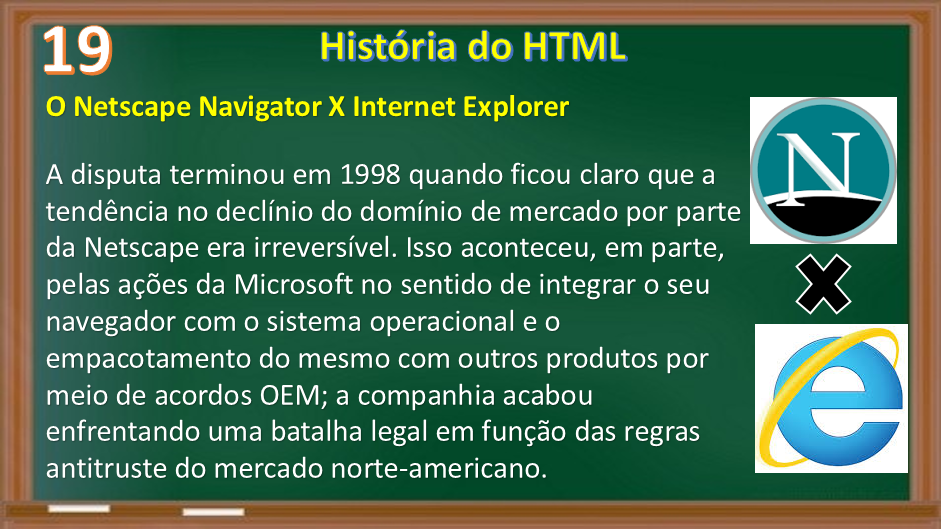 19
História do HTML
O Netscape Navigator X Internet Explorer
A disputa terminou em 1998 quando ficou claro que a
tendência no declínio do domínio de mercado por parte
da Netscape era irreversível. Isso aconteceu, em parte,
pelas ações da Microsoft no sentido de integrar o seu
navegador com o sistema operacional e o
empacotamento do mesmo com outros produtos por
meio de acordos OEM; a companhia acabou
enfrentando uma batalha legal em função das regras
antitruste do mercado norte-americano.
N
X
e